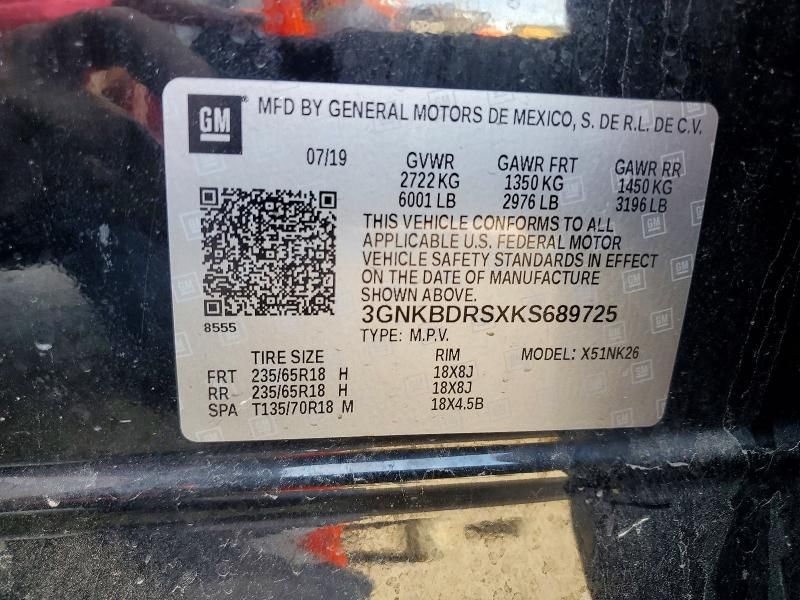 GM MFD BY GENERAL MOTORS DE MEXICO, S. DE R.L. DE C.V.
07/19 GVWR GAWR FRT GAWR RR
2722 KG 1350 KG 1450 KG
6001 LB 2976 LB 3196 LB
THIS VEHICLE CONFORMS TO ALL
APPLICABLE U.S. FEDERAL MOTOR
VEHICLE SAFETY STANDARDS IN EFFECT
ON THE DATE OF MANUFACTURE
SHOWN ABOVE.
8555
3GNKBDRSXKS689725
TYPE: M.P.V.
TIRE SIZE RIM MODEL: X51NK26
FRT 235/65R18 H 18X8J
RR 235/65R18 H 18X8J
SPA T135/70R18 M 18X4.5B